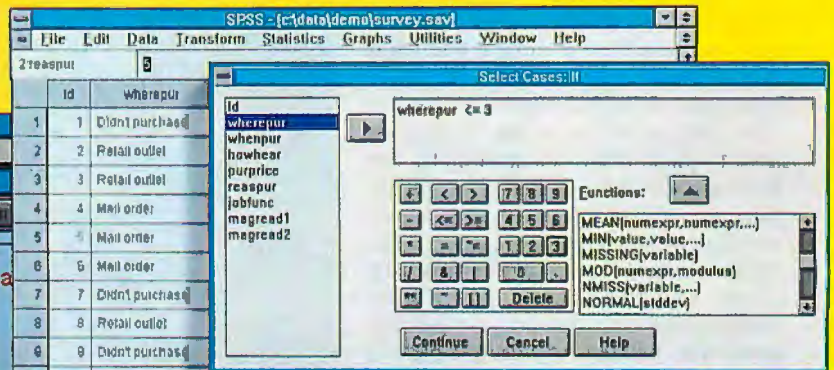 SPSS - [c:\data\demo\survey.sav]
File Edit Data Transform Statistics Graphs Utilities Window Help
2:reaspur 5
Id wherepur
1 1 Didn't purchase
2 2 Retail outlet
3 3 Retail outlet
4 4 Mail order
5 5 Mail order
6 6 Mail order
7 7 Didn't purchase
8 8 Retail outlet
9 9 Didn't purchase
Select Cases: If
Id
wherepur
whenpur
howhear
purprice
reaspur
jobfunc
magread1
magread2
wherepur <= 3
+ < > 7 8 9
- <= >= 4 5 6
* = ~= 1 2 3
/ & | 0 .
** ~ () Delete
Functions:
MEAN(numexpr,numexpr,...)
MIN(value,value,...)
MISSING(variable)
MOD(numexpr,modulus)
NMISS(variable,...)
NORMAL(stddev)
Continue Cancel Help
a